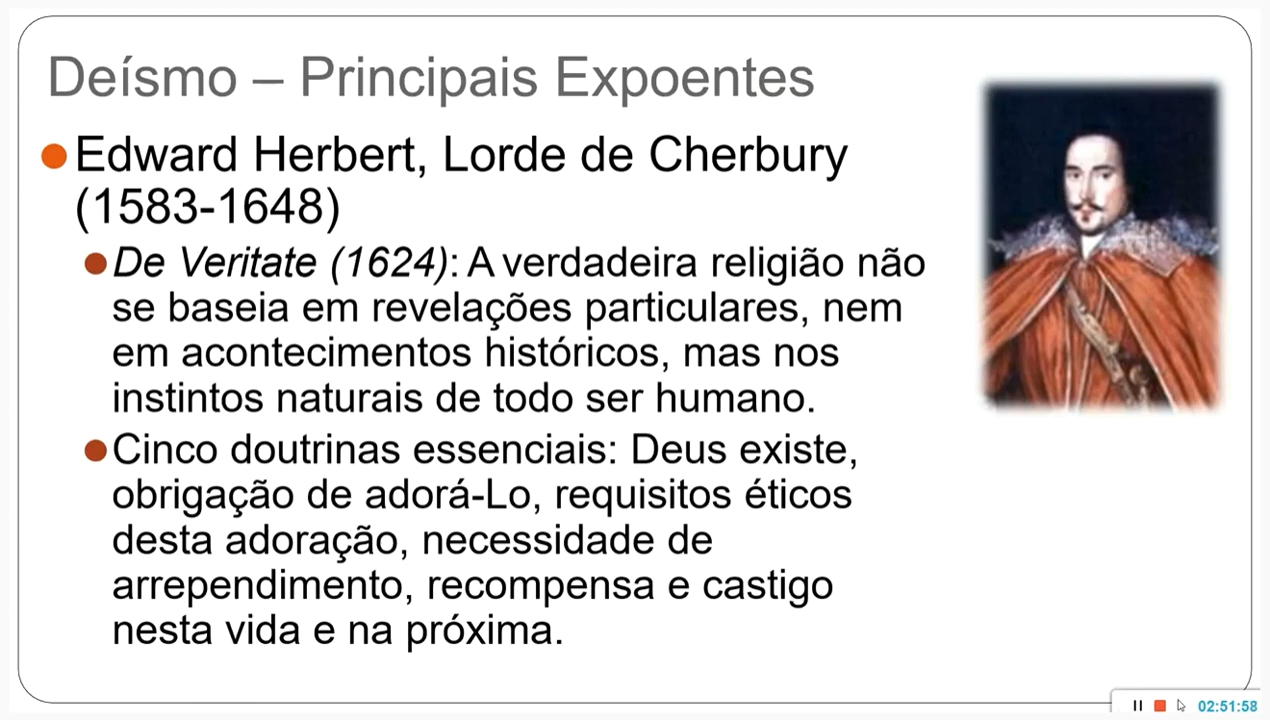 Deísmo – Principais Expoentes
Edward Herbert, Lorde de Cherbury
(1583-1648)
De Veritate (1624): A verdadeira religião não
se baseia em revelações particulares, nem
em acontecimentos históricos, mas nos
instintos naturais de todo ser humano.
Cinco doutrinas essenciais: Deus existe,
obrigação de adorá-Lo, requisitos éticos
desta adoração, necessidade de
arrependimento, recompensa e castigo
nesta vida e na próxima.
02:51:58